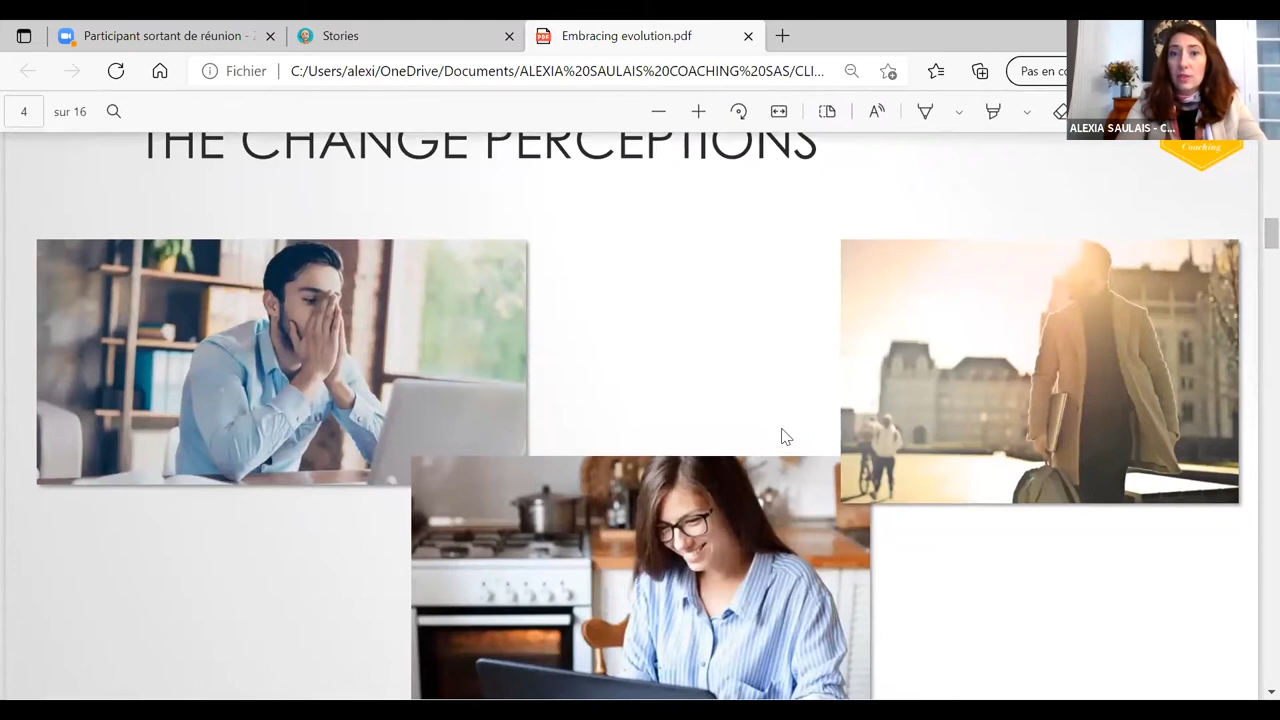 Participant sortant de réunion -
Stories
Embracing evolution.pdf
Fichier
C:/Users/alexi/OneDrive/Documents/ALEXIA%20SAULAIS%20COACHING%20SAS/CLI...
Pas en co
4
sur 16
ALEXIA SAULAIS - C...
THE CHANGE PERCEPTIONS
Coaching